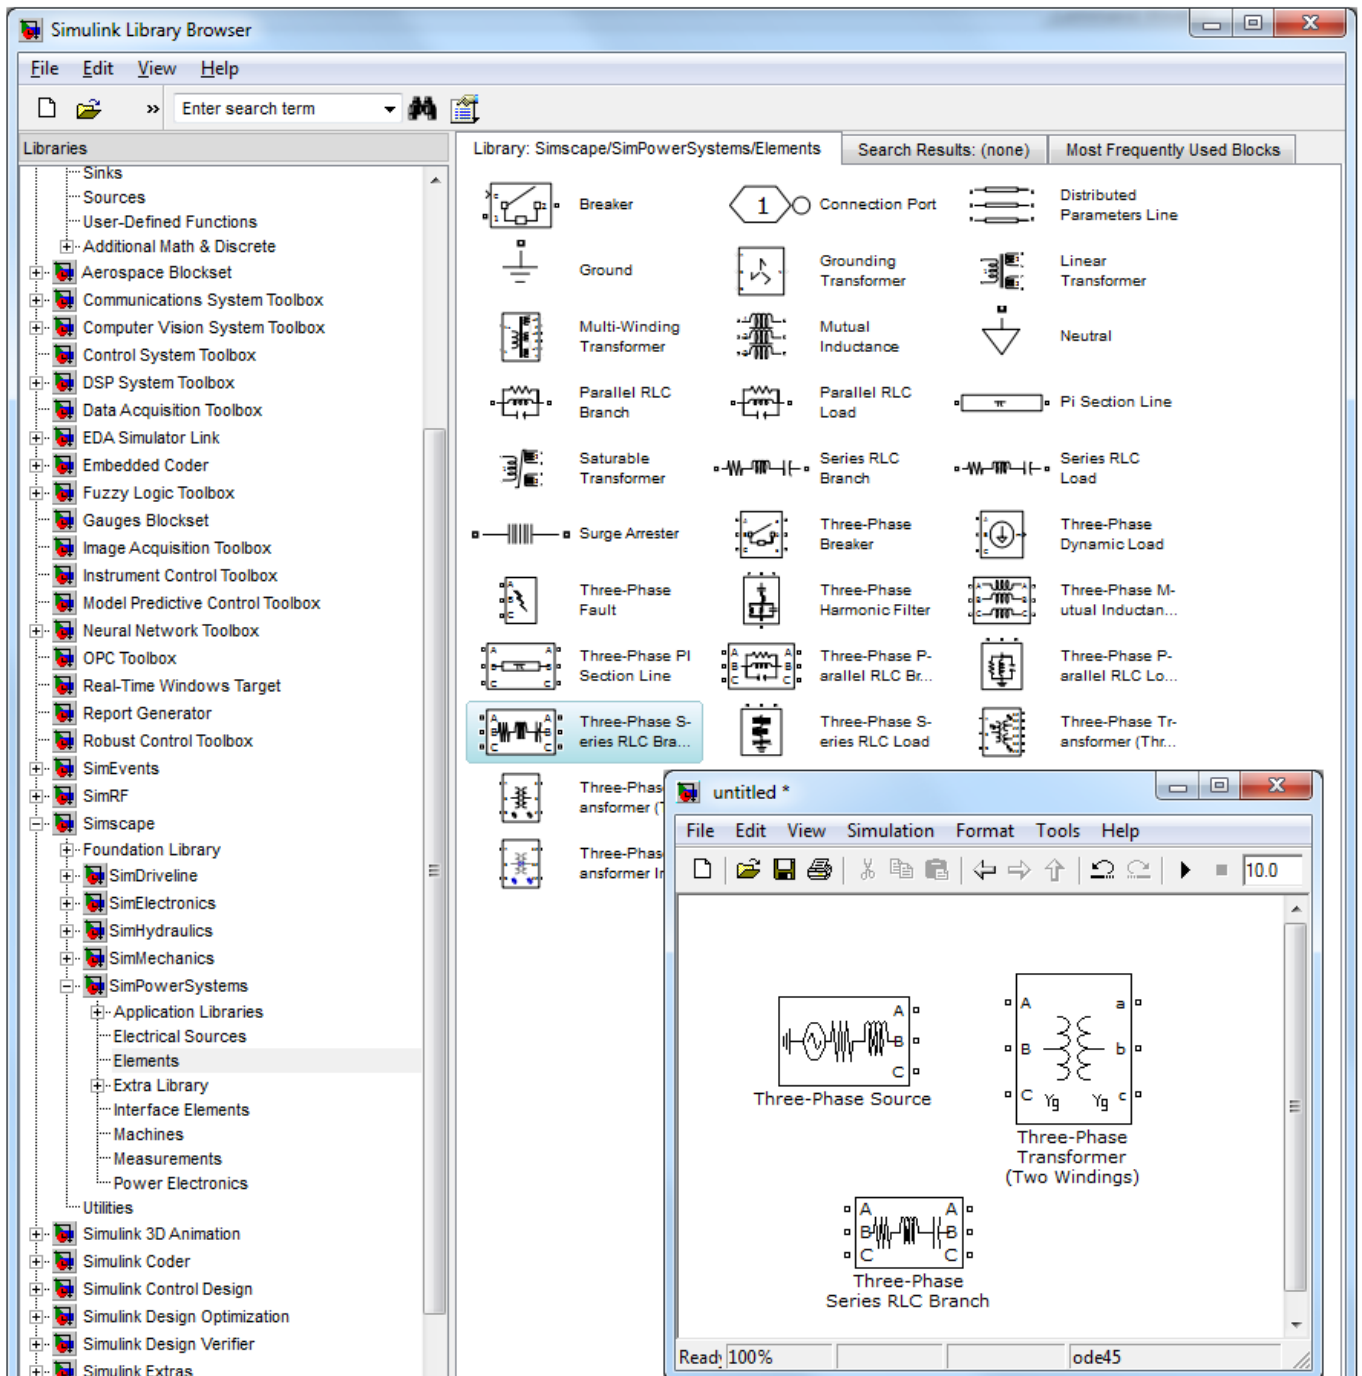 Simulink Library Browser
File Edit View Help
» Enter search term
Libraries
Library: Simscape/SimPowerSystems/Elements Search Results: (none) Most Frequently Used Blocks
Sinks
Sources
User-Defined Functions
Additional Math & Discrete
Aerospace Blockset
Communications System Toolbox
Computer Vision System Toolbox
Control System Toolbox
DSP System Toolbox
Data Acquisition Toolbox
EDA Simulator Link
Embedded Coder
Fuzzy Logic Toolbox
Gauges Blockset
Image Acquisition Toolbox
Instrument Control Toolbox
Model Predictive Control Toolbox
Neural Network Toolbox
OPC Toolbox
Real-Time Windows Target
Report Generator
Robust Control Toolbox
SimEvents
SimRF
Simscape
Foundation Library
SimDriveline
SimElectronics
SimHydraulics
SimMechanics
SimPowerSystems
Application Libraries
Electrical Sources
Elements
Extra Library
Interface Elements
Machines
Measurements
Power Electronics
Utilities
Simulink 3D Animation
Simulink Coder
Simulink Control Design
Simulink Design Optimization
Simulink Design Verifier
Simulink Extras
Breaker
1
Connection Port
Distributed
Parameters Line
Ground
Grounding
Transformer
Linear
Transformer
Multi-Winding
Transformer
Mutual
Inductance
Neutral
Parallel RLC
Branch
Parallel RLC
Load
Pi Section Line
Saturable
Transformer
Series RLC
Branch
Series RLC
Load
Surge Arrester
Three-Phase
Breaker
Three-Phase
Dynamic Load
Three-Phase
Fault
Three-Phase
Harmonic Filter
Three-Phase M-
utual Inductan...
Three-Phase PI
Section Line
Three-Phase P-
arallel RLC Br...
Three-Phase P-
arallel RLC Lo...
Three-Phase S-
eries RLC Bra...
Three-Phase S-
eries RLC Load
Three-Phase Tr-
ansformer (Thr...
Three-Phas
ansformer (T
Three-Phas
ansformer In
untitled *
File Edit View Simulation Format Tools Help
10.0
A
B
C
Three-Phase Source
A a
B b
C Yg Yg c
Three-Phase
Transformer
(Two Windings)
A A
B B
C C
Three-Phase
Series RLC Branch
Ready 100% ode45